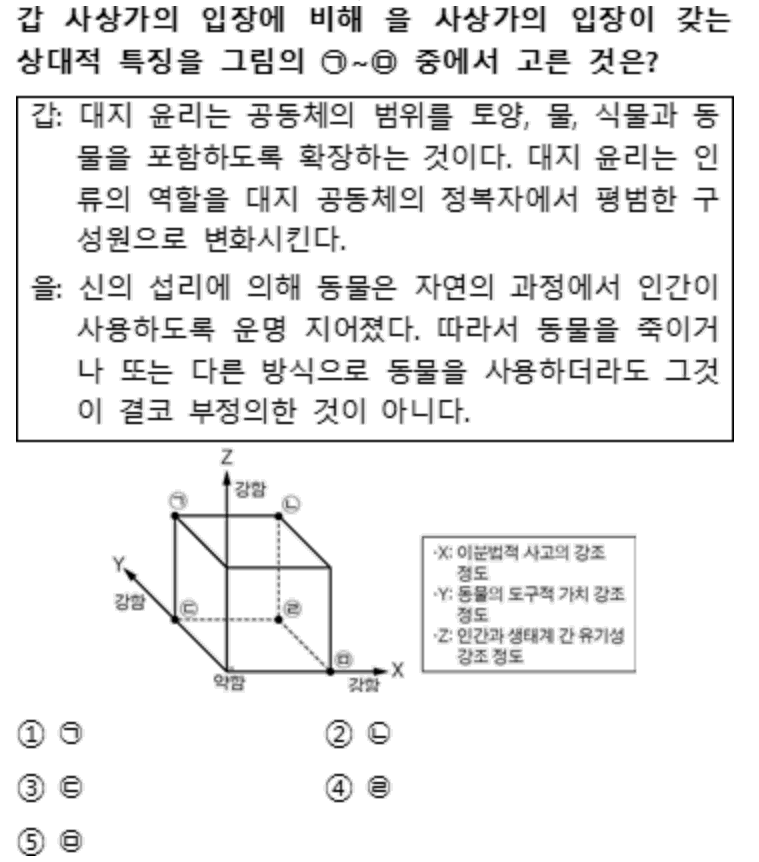 갑 사상가의 입장에 비해 을 사상가의 입장이 갖는
상대적 특징을 그림의 ㉠~㉤ 중에서 고른 것은?
갑: 대지 윤리는 공동체의 범위를 토양, 물, 식물과 동
물을 포함하도록 확장하는 것이다. 대지 윤리는 인
류의 역할을 대지 공동체의 정복자에서 평범한 구
성원으로 변화시킨다.
을: 신의 섭리에 의해 동물은 자연의 과정에서 인간이
사용하도록 운명 지어졌다. 따라서 동물을 죽이거
나 또는 다른 방식으로 동물을 사용하더라도 그것
이 결코 부정의한 것이 아니다.
Z
강함
㉠
㉡
Y
강함
㉢
㉣
㉤
X
약함
강함
·X: 이분법적 사고의 강조
정도
·Y: 동물의 도구적 가치 강조
정도
·Z: 인간과 생태계 간 유기성
강조 정도
① ㉠
② ㉡
③ ㉢
④ ㉣
⑤ ㉤